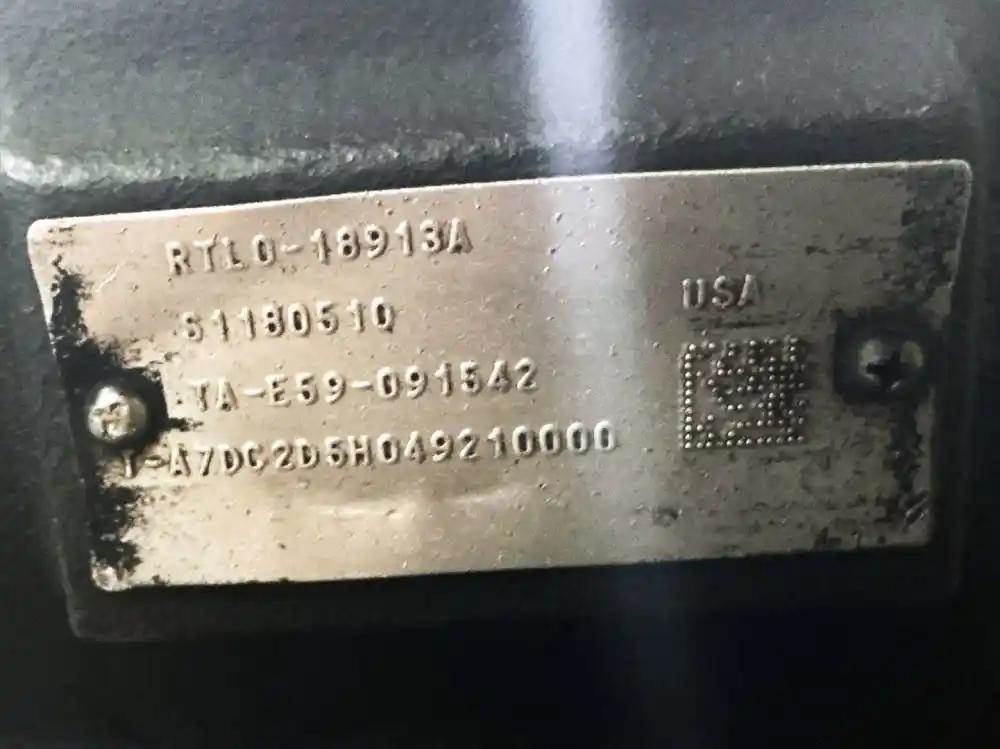 RTLO-18913A
S1180510
USA
TA-E59-091542
T-A7DC2D5H049210000